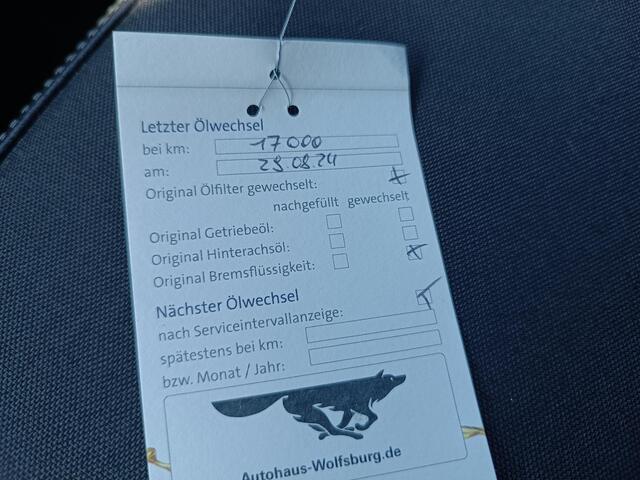 Letzter Ölwechsel
bei km: 17000
am: 29.08.24
Original Ölfilter gewechselt:
nachgefüllt gewechselt
Original Getriebeöl:
Original Hinterachsöl:
Original Bremsflüssigkeit:
Nächster Ölwechsel
nach Serviceintervallanzeige:
spätestens bei km:
bzw. Monat / Jahr:
Autohaus-Wolfsburg.de